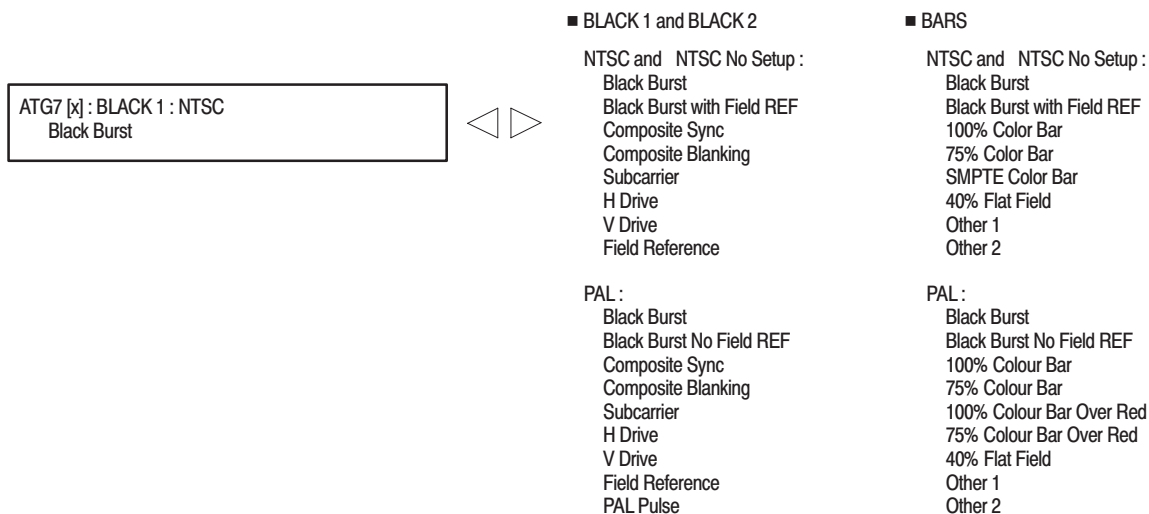 ATG7 [x] : BLACK 1 : NTSC
Black Burst
■ BLACK 1 and BLACK 2
NTSC and NTSC No Setup :
Black Burst
Black Burst with Field REF
Composite Sync
Composite Blanking
Subcarrier
H Drive
V Drive
Field Reference
PAL :
Black Burst
Black Burst No Field REF
Composite Sync
Composite Blanking
Subcarrier
H Drive
V Drive
Field Reference
PAL Pulse
■ BARS
NTSC and NTSC No Setup :
Black Burst
Black Burst with Field REF
100% Color Bar
75% Color Bar
SMPTE Color Bar
40% Flat Field
Other 1
Other 2
PAL :
Black Burst
Black Burst No Field REF
100% Colour Bar
75% Colour Bar
100% Colour Bar Over Red
75% Colour Bar Over Red
40% Flat Field
Other 1
Other 2